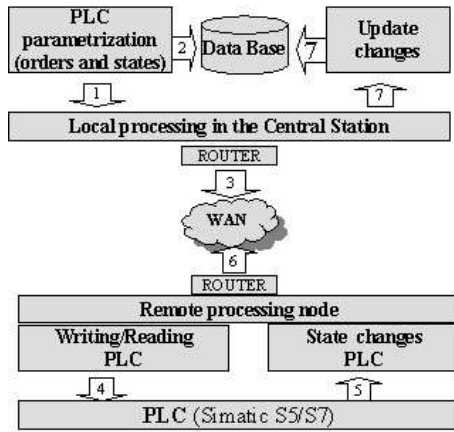 PLC
parametrization
(orders and states)
2
Data Base
7
Update
changes
1
7
Local processing in the Central Station
ROUTER
3
WAN
6
ROUTER
Remote processing node
Writing/Reading
PLC
State changes
PLC
4
5
PLC (Simatic S5/S7)